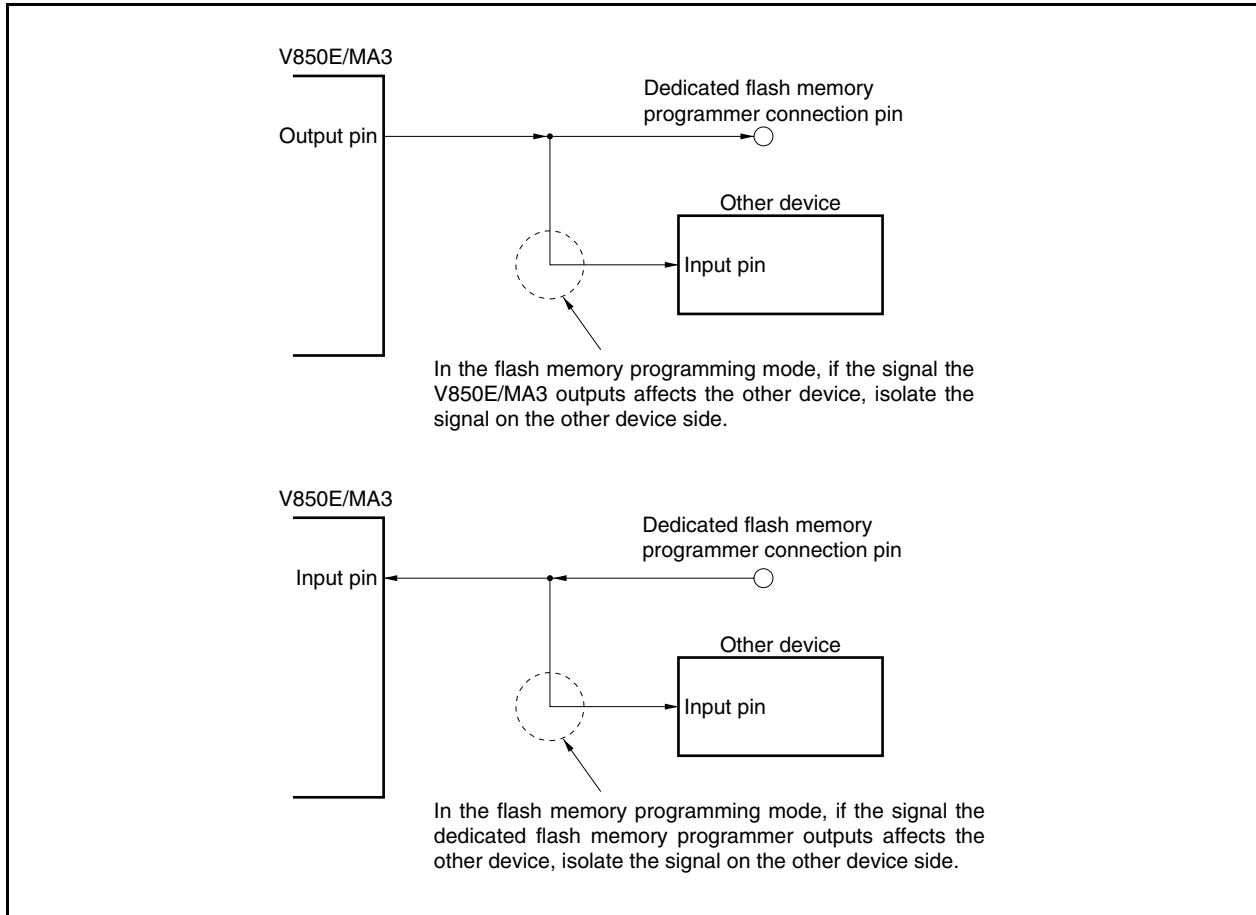 V850E/MA3
Dedicated flash memory
programmer connection pin
Output pin
Other device
Input pin
In the flash memory programming mode, if the signal the
V850E/MA3 outputs affects the other device, isolate the
signal on the other device side.
V850E/MA3
Dedicated flash memory
programmer connection pin
Input pin
Other device
Input pin
In the flash memory programming mode, if the signal the
dedicated flash memory programmer outputs affects the
other device, isolate the signal on the other device side.